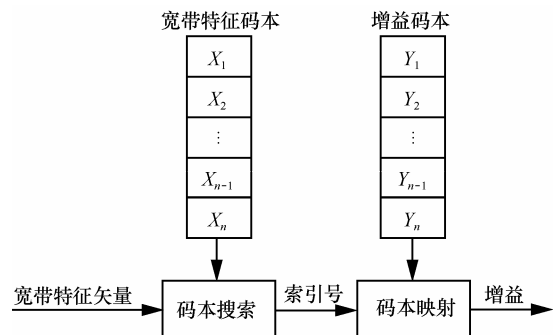 宽带特征码本 增益码本
X₁ Y₁
X₂ Y₂
⋮ ⋮
Xₙ₋₁ Yₙ₋₁
Xₙ Yₙ
宽带特征矢量 码本搜索 索引号 码本映射 增益